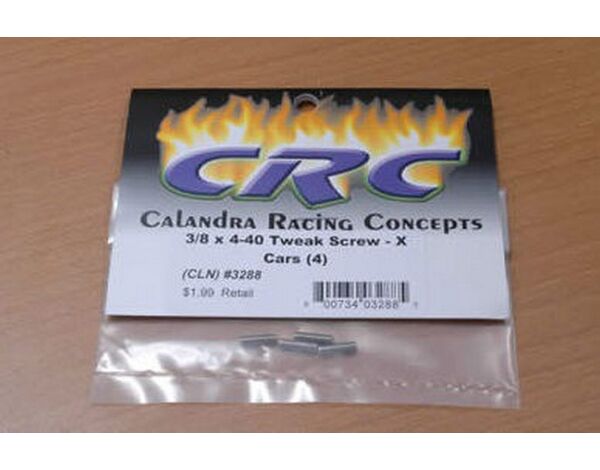 CRC
Calandra Racing Concepts
3/8 x 4-40 Tweak Screw - X
Cars (4)
(CLN) #3288
$1.99 Retail
00734 03288